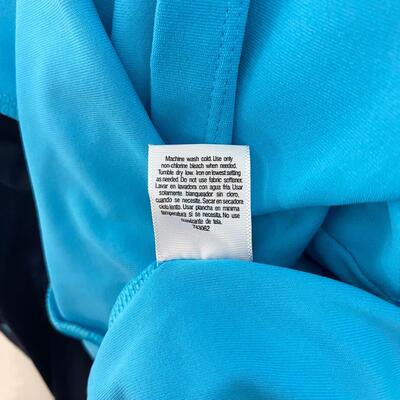 Machine wash cold. Use only
non-chlorine bleach when needed.
Tumble dry low. Iron on lowest setting
as needed. Do not use fabric softener.
Lavar en lavadora con agua fria. Usar
solamente blanqueador sin cloro,
cuando se necesite. Secar en secadora
ciclo lento. Usar plancha en minima
temperatura si se necesita. No use
suavizante de tela.
743062